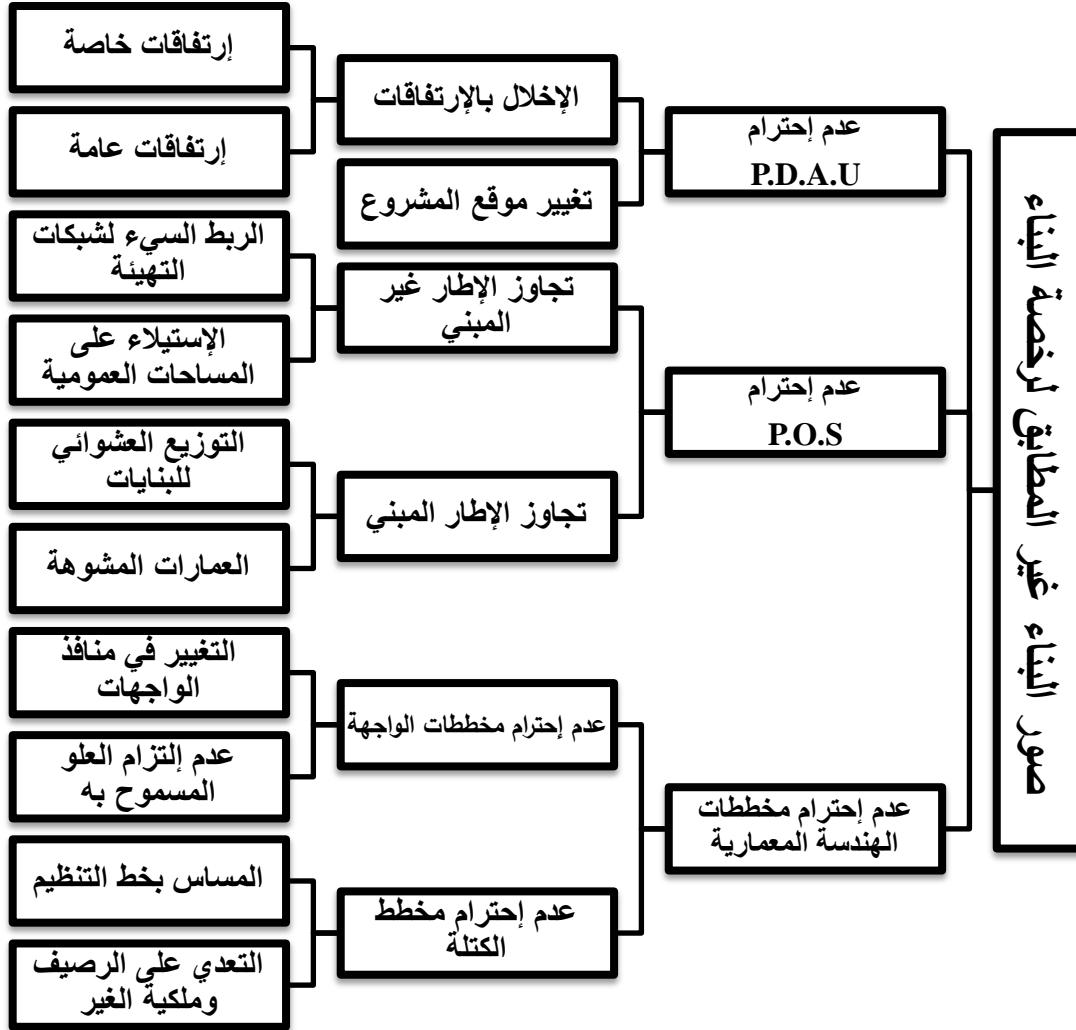 صور البناء غير المطابق لرخصة البناء
عدم إحترام
P.D.A.U
الإخلال بالإرتفاقات
إرتفاقات خاصة
إرتفاقات عامة
تغيير موقع المشروع
عدم إحترام
P.O.S
تجاوز الإطار غير
المبني
الربط السيء لشبكات
التهيئة
الإستيلاء على
المساحات العمومية
تجاوز الإطار المبني
التوزيع العشوائي
للبنايات
العمارات المشوهة
عدم إحترام مخططات
الهندسة المعمارية
عدم إحترام مخططات الواجهة
التغيير في منافذ
الواجهات
عدم إلتزام العلو
المسموح به
عدم إحترام مخطط
الكتلة
المساس بخط التنظيم
التعدي على الرصيف
وملكية الغير